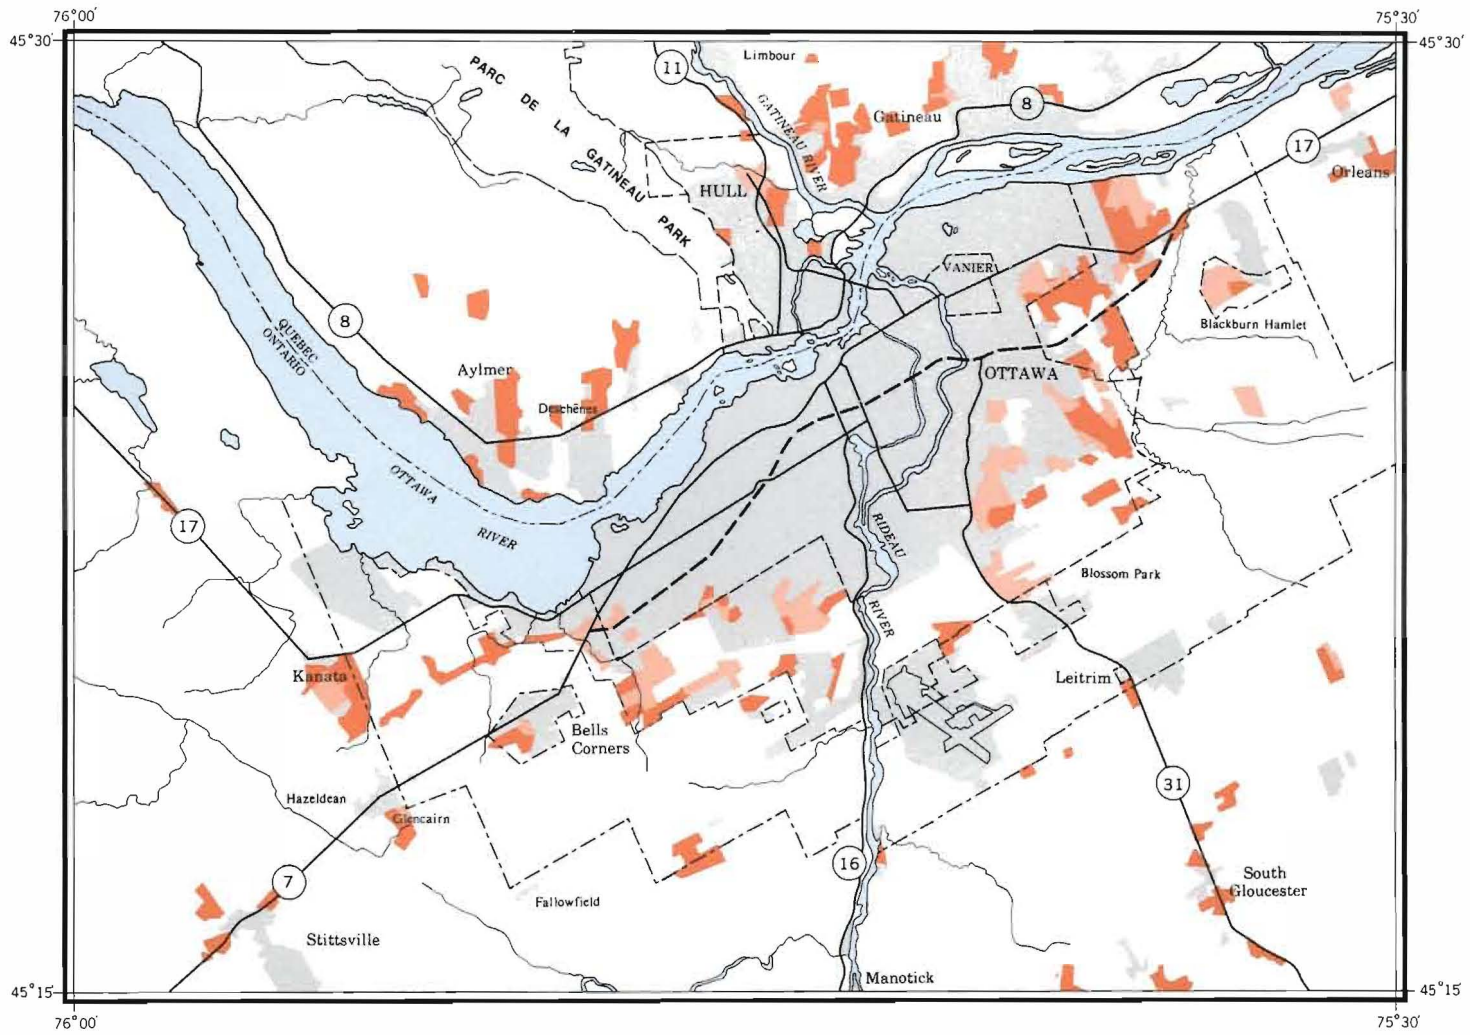 76°00′
75°30′
45°30′
45°30′
PARC DE LA GATINEAU PARK
11
Limbour
GATINEAU RIVER
Gatineau
8
17
Orleans
HULL
VANIER
Blackburn Hamlet
8
QUEBEC
ONTARIO
Aylmer
Deschênes
OTTAWA
OTTAWA
RIVER
17
RIDEAU
RIVER
Blossom Park
Kanata
Leitrim
Bells
Corners
Hazeldean
Glencairn
31
16
7
South
Gloucester
Fallowfield
Stittsville
Manotick
45°15′
45°15′
76°00′
75°30′